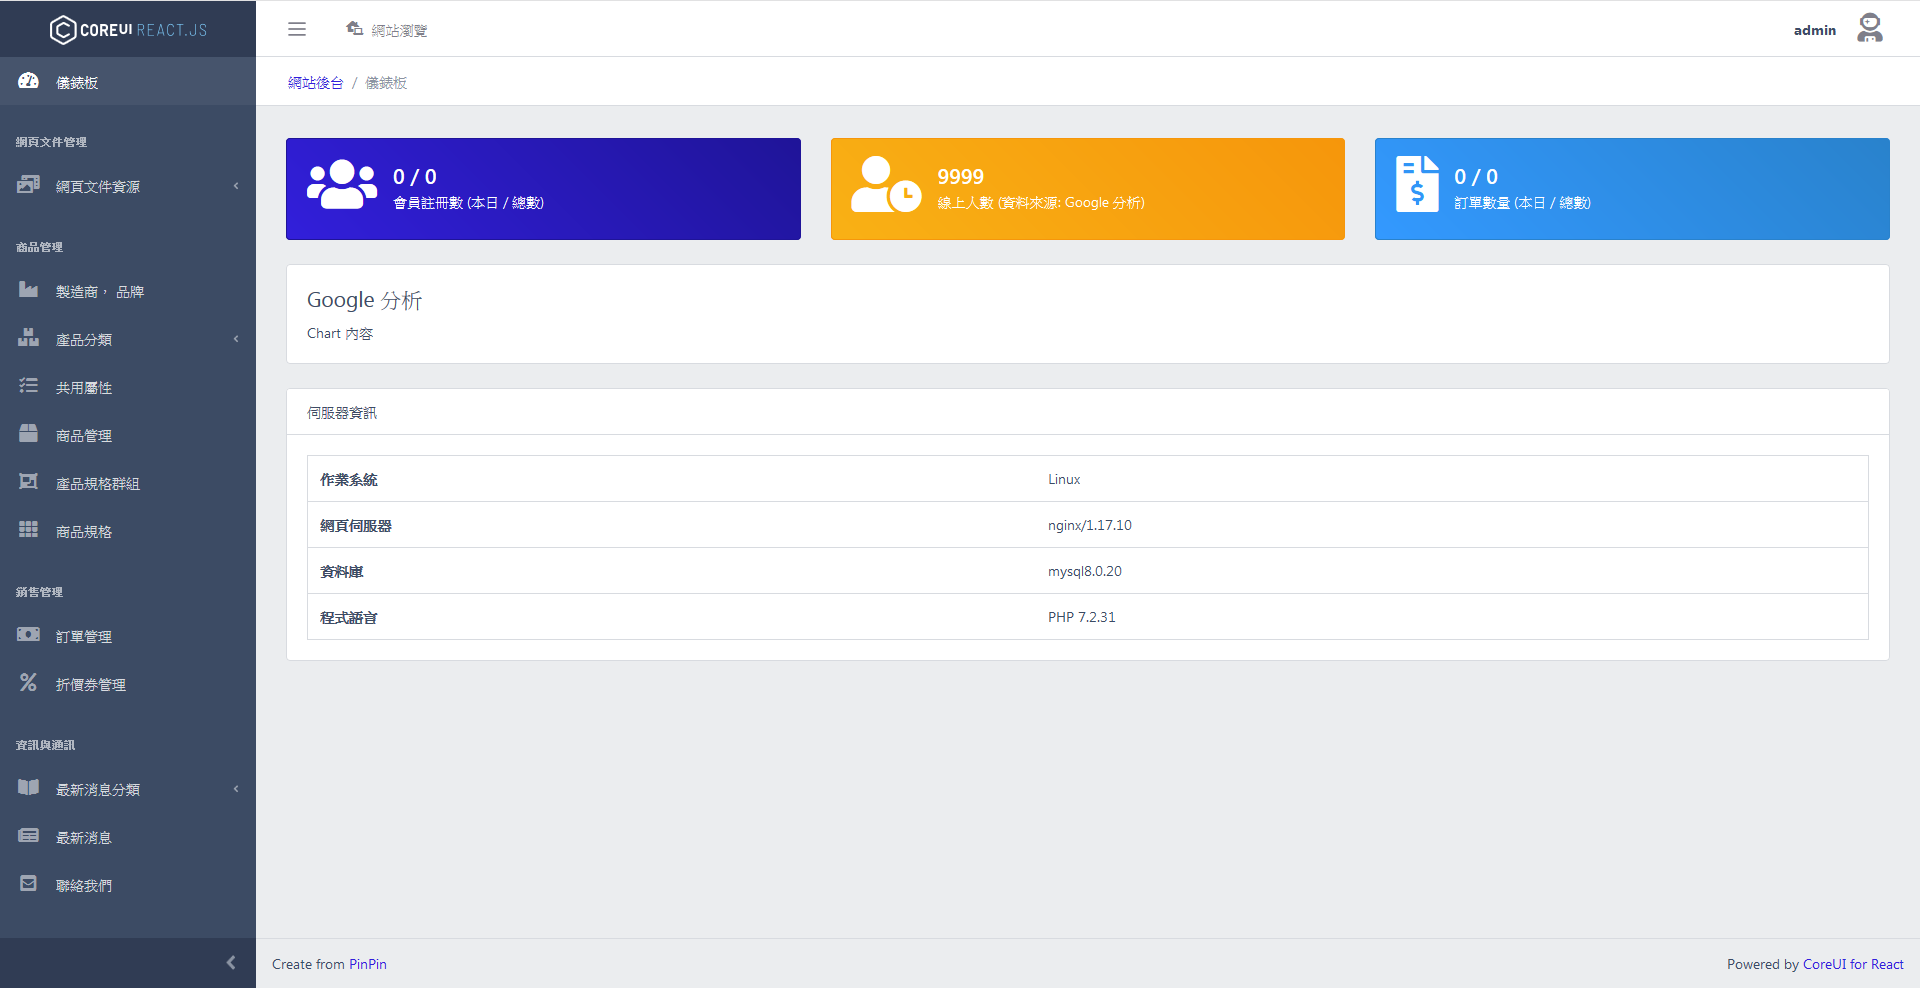 COREUI REACT.JS
網站瀏覽
admin
儀錶板
網站後台 / 儀錶板
網頁文件管理
網頁文件資源
商品管理
製造商， 品牌
產品分類
共用屬性
商品管理
產品規格群組
商品規格
銷售管理
訂單管理
折價券管理
資訊與通訊
最新消息分類
最新消息
聯絡我們
0 / 0
會員註冊數 (本日 / 總數)
9999
線上人數 (資料來源: Google 分析)
0 / 0
訂單數量 (本日 / 總數)
Google 分析
Chart 內容
伺服器資訊
作業系統 Linux
網頁伺服器 nginx/1.17.10
資料庫 mysql8.0.20
程式語言 PHP 7.2.31
Create from PinPin
Powered by CoreUI for React